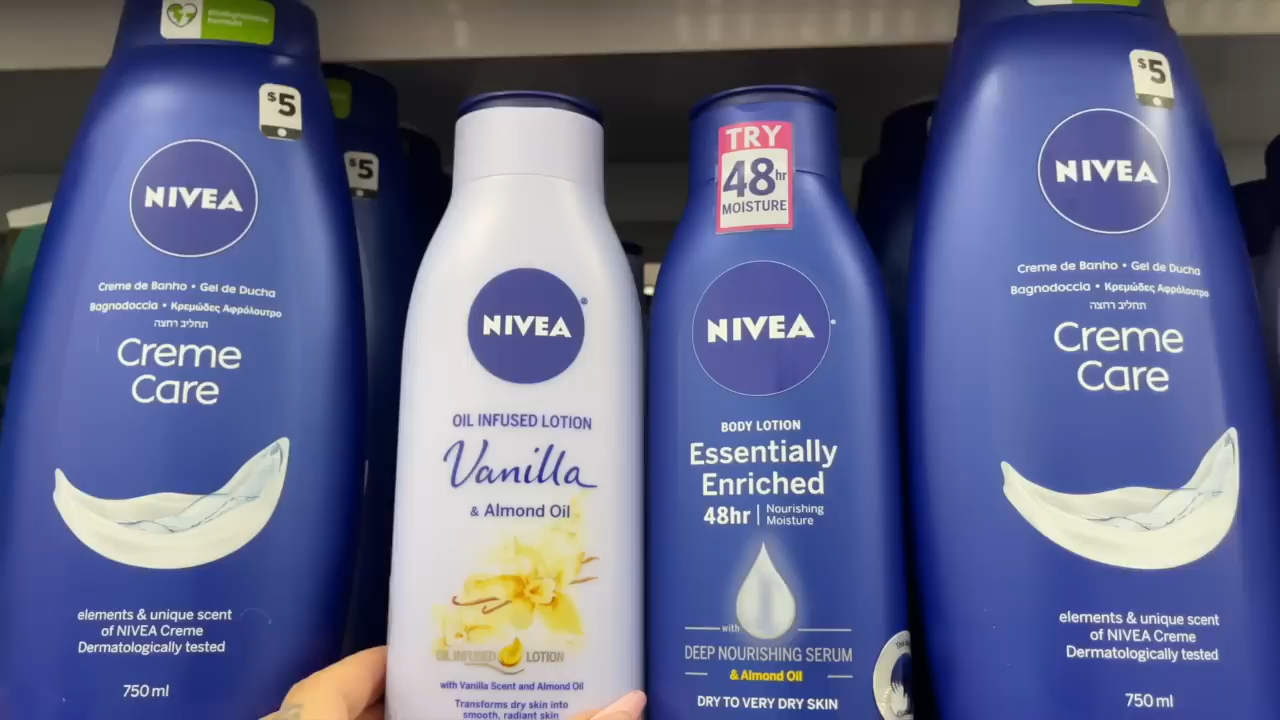 Biodegradable
formula
$5
NIVEA
Creme de Banho • Gel de Ducha
Bagnodoccia • Κρεμώδες Αφρόλουτρο
תחליב רחצה
Creme
Care
elements & unique scent
of NIVEA Creme
Dermatologically tested
750 ml
$5
NIVEA®
OIL INFUSED LOTION
Vanilla
& Almond Oil
OIL INFUSED LOTION
with Vanilla Scent and Almond Oil
Transforms dry skin into
smooth, radiant skin
TRY
48hr
MOISTURE
NIVEA®
BODY LOTION
Essentially
Enriched
48hr | Nourishing
Moisture
with
DEEP NOURISHING SERUM
& Almond Oil
DRY TO VERY DRY SKIN
$5
NIVEA
Creme de Banho • Gel de Ducha
Bagnodoccia • Κρεμώδες Αφρόλουτρο
תחליב רחצה
Creme
Care
elements & unique scent
of NIVEA Creme
Dermatologically tested
750 ml